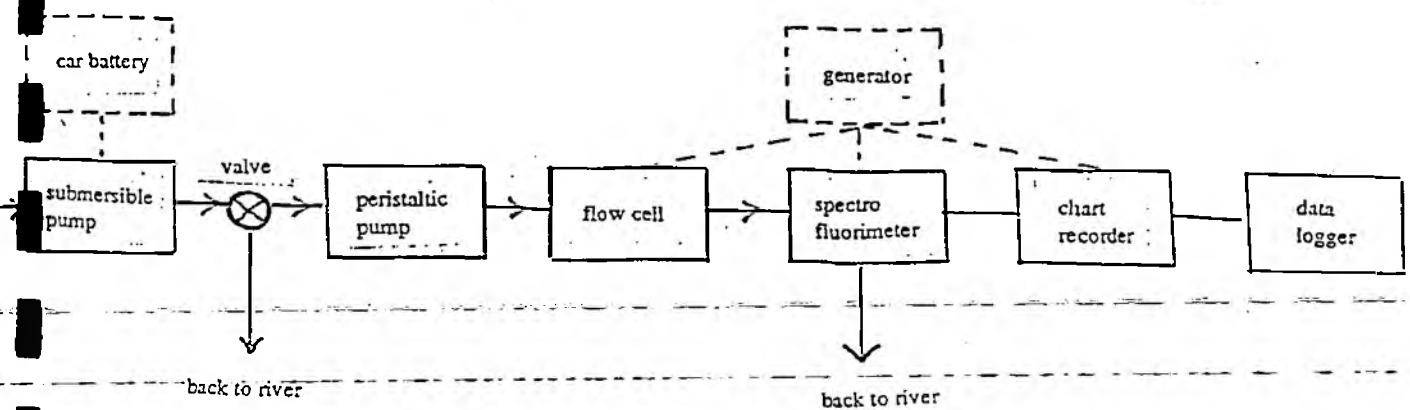 car battery
generator
valve
submersible
pump
peristaltic
pump
flow cell
spectro
fluorimeter
chart
recorder
data
logger
back to river
back to river